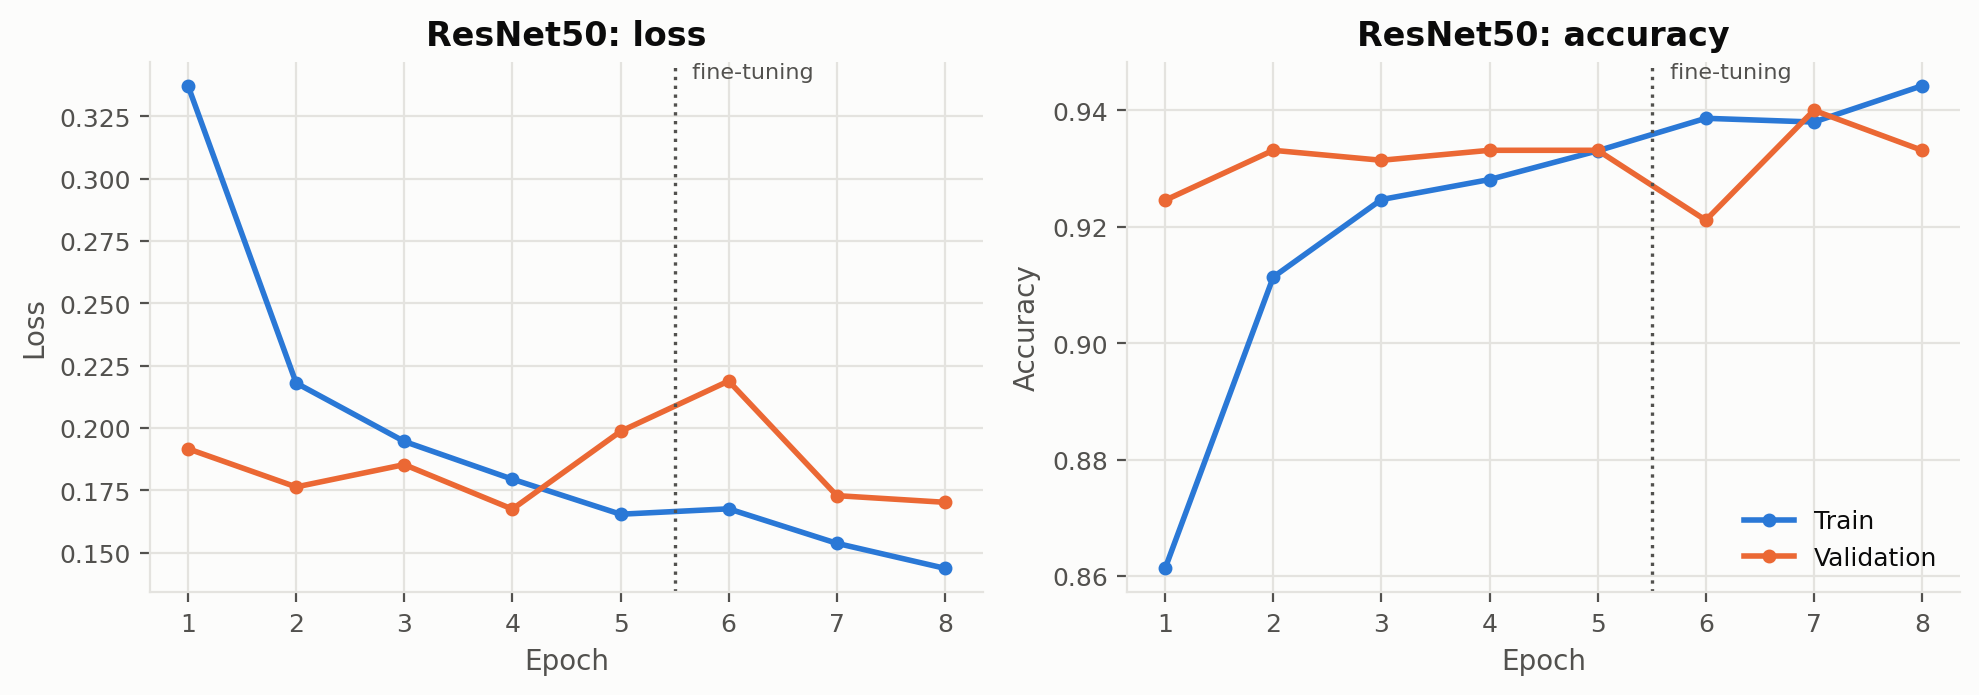 ResNet50: loss
fine-tuning
0.325
0.300
0.275
0.250
0.225
0.200
0.175
0.150
Loss
1 2 3 4 5 6 7 8
Epoch
ResNet50: accuracy
fine-tuning
0.94
0.92
0.90
0.88
0.86
Accuracy
Train
Validation
1 2 3 4 5 6 7 8
Epoch